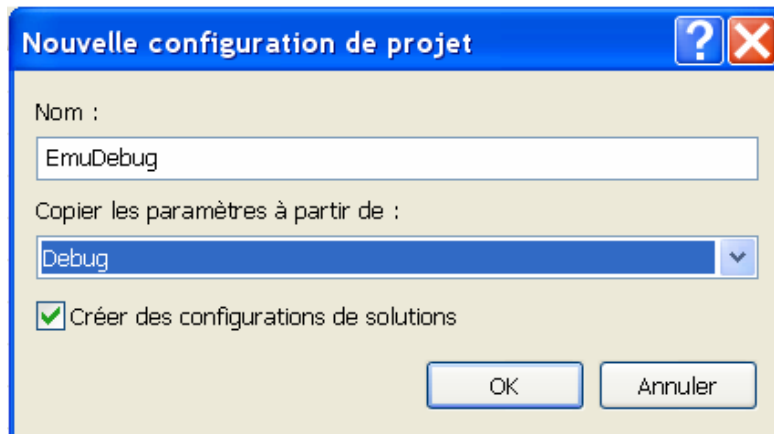 Nouvelle configuration de projet
Nom :
EmuDebug
Copier les paramètres à partir de :
Debug
Créer des configurations de solutions
OK
Annuler